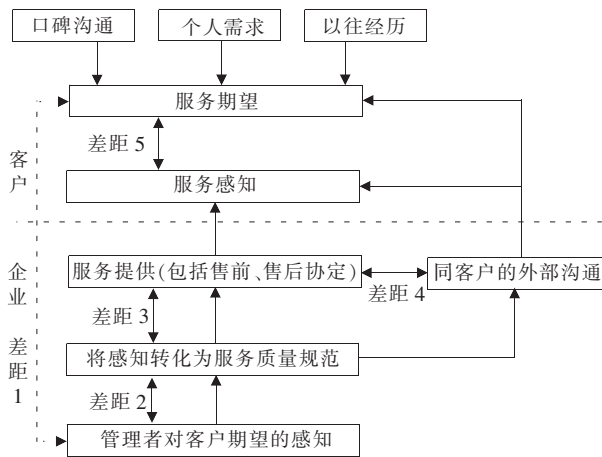 口碑沟通
个人需求
以往经历
服务期望
差距 5
客户
服务感知
企业
服务提供(包括售前、售后协定)
同客户的外部沟通
差距 4
差距 3
差距 1
将感知转化为服务质量规范
差距 2
管理者对客户期望的感知